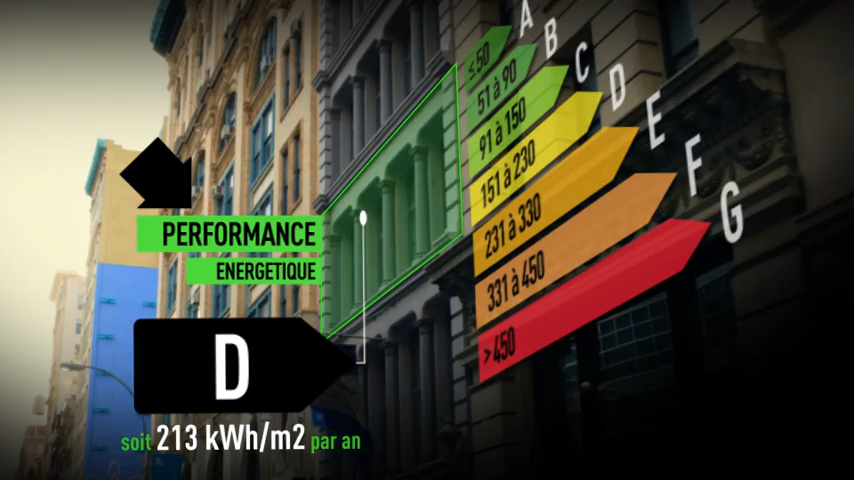 PERFORMANCE
ENERGETIQUE
D
soit 213 kWh/m2 par an
≤50 A
51 à 90 B
91 à 150 C
151 à 230 D
231 à 330 E
331 à 450 F
>450 G